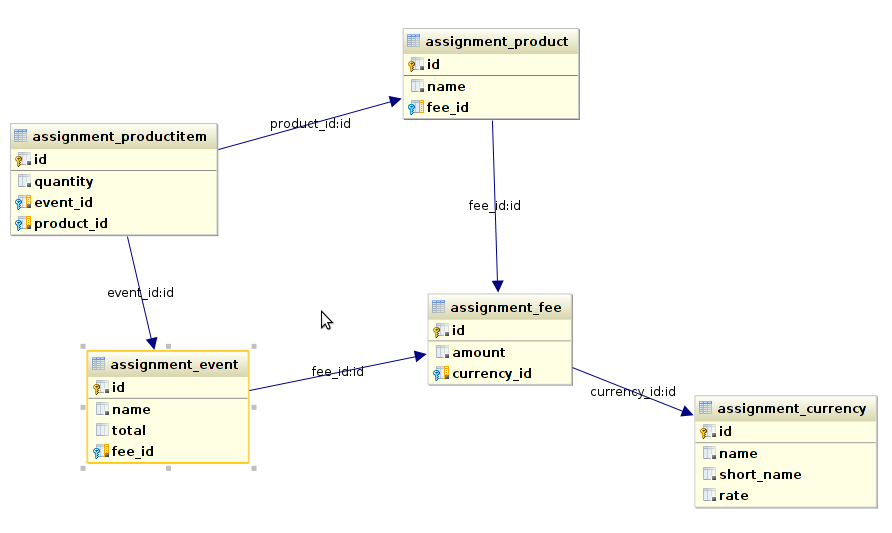 assignment_product
id
name
fee_id
product_id:id
assignment_productitem
id
quantity
event_id
product_id
fee_id:id
event_id:id
assignment_fee
id
amount
currency_id
assignment_event
id
name
total
fee_id
fee_id:id
currency_id:id
assignment_currency
id
name
short_name
rate